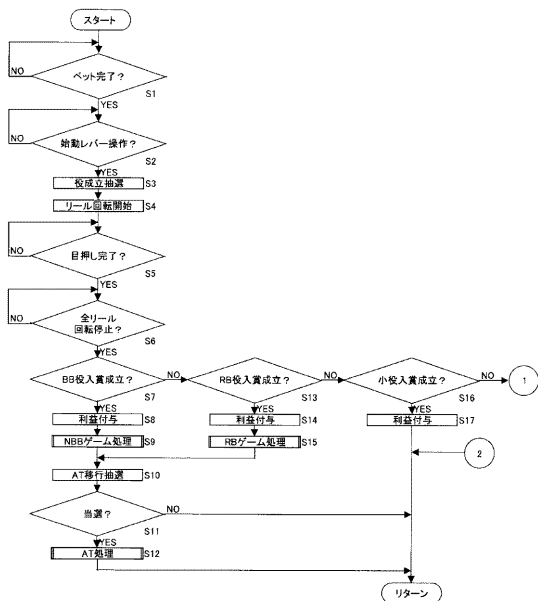 スタート
ベット完了？
NO
S1
YES
始動レバー操作？
NO
S2
YES
役成立抽選 S3
リール回転開始 S4
目押し完了？
NO
S5
YES
全リール
回転停止？
NO
S6
YES
BB役入賞成立？
NO
S7
RB役入賞成立？
NO
S13
小役入賞成立？
NO
S16
1
YES
利益付与 S8
YES
利益付与 S14
YES
利益付与 S17
NBBゲーム処理 S9
RBゲーム処理 S15
2
AT移行抽選 S10
当選？
NO
S11
YES
AT処理 S12
リターン